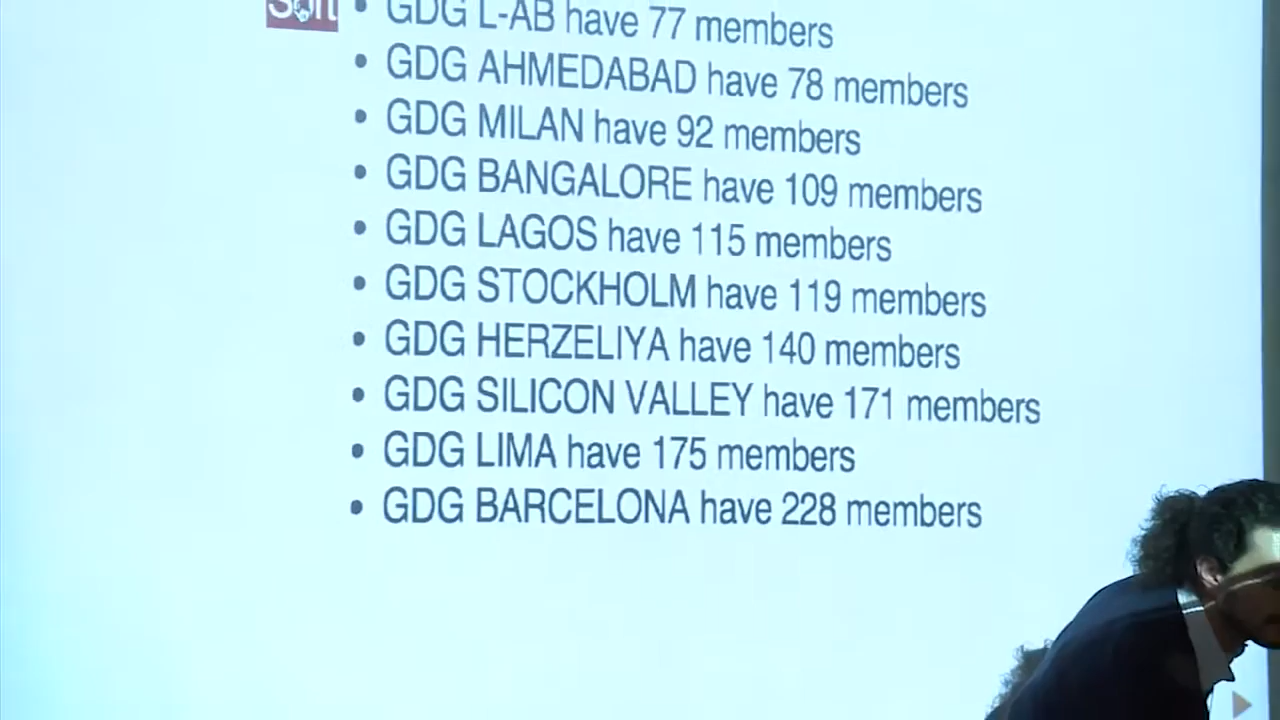 Soft
• GDG L-AB have 77 members
• GDG AHMEDABAD have 78 members
• GDG MILAN have 92 members
• GDG BANGALORE have 109 members
• GDG LAGOS have 115 members
• GDG STOCKHOLM have 119 members
• GDG HERZELIYA have 140 members
• GDG SILICON VALLEY have 171 members
• GDG LIMA have 175 members
• GDG BARCELONA have 228 members